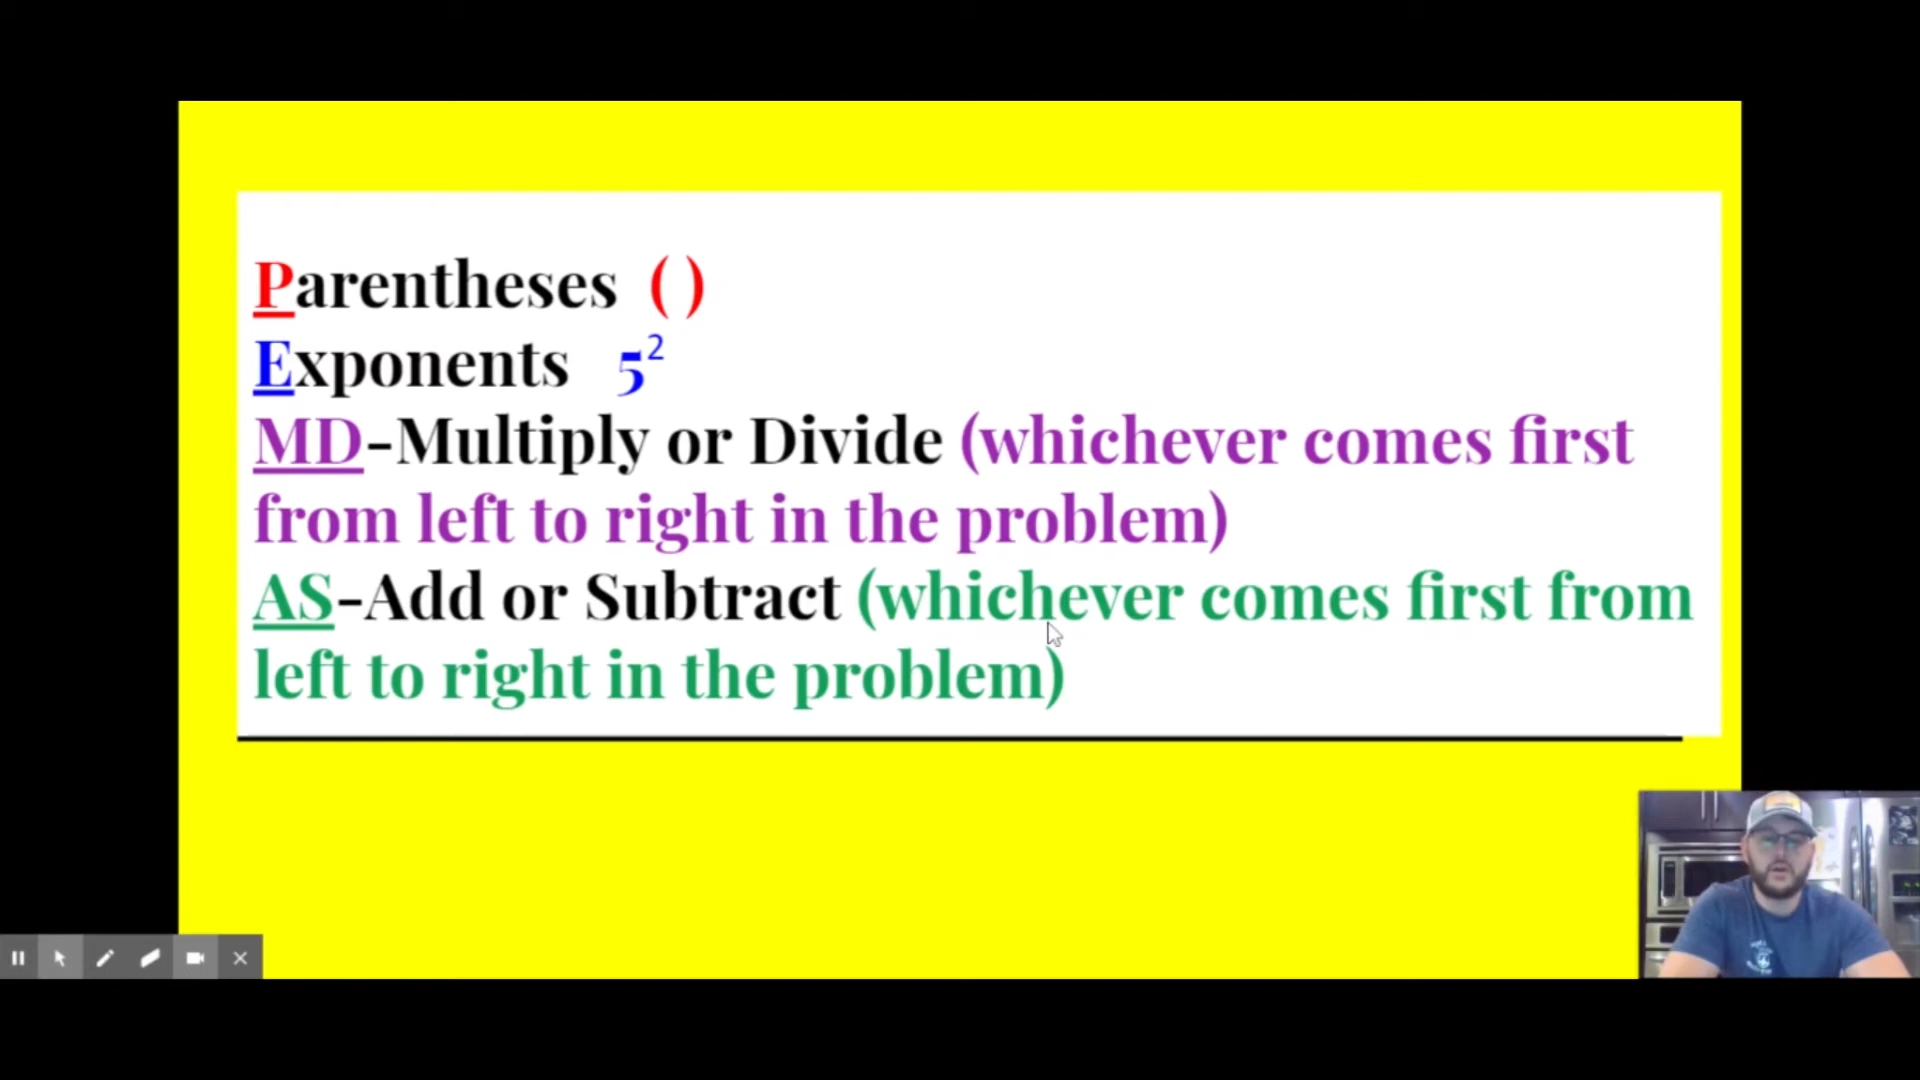 Parentheses ( )
Exponents 5²
MD-Multiply or Divide (whichever comes first
from left to right in the problem)
AS-Add or Subtract (whichever comes first from
left to right in the problem)